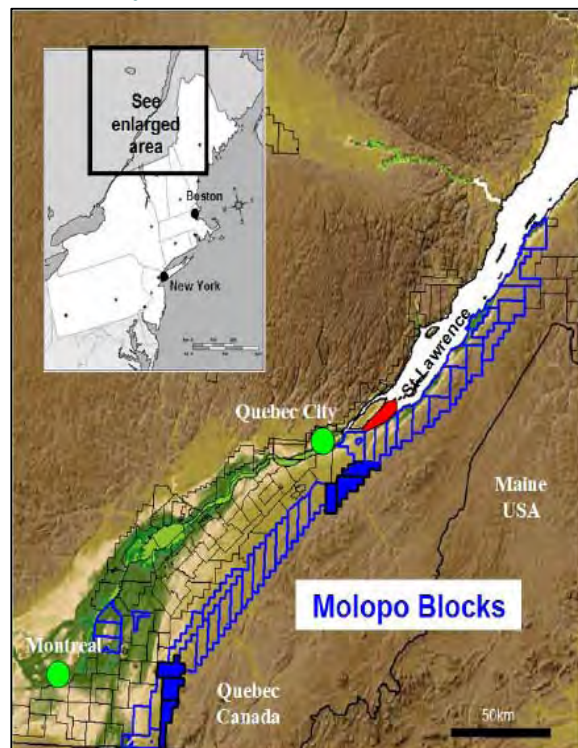 See
enlarged
area
Boston
New York
St Lawrence
Quebec City
Maine
USA
Molopo Blocks
Montreal
Quebec
Canada
50km